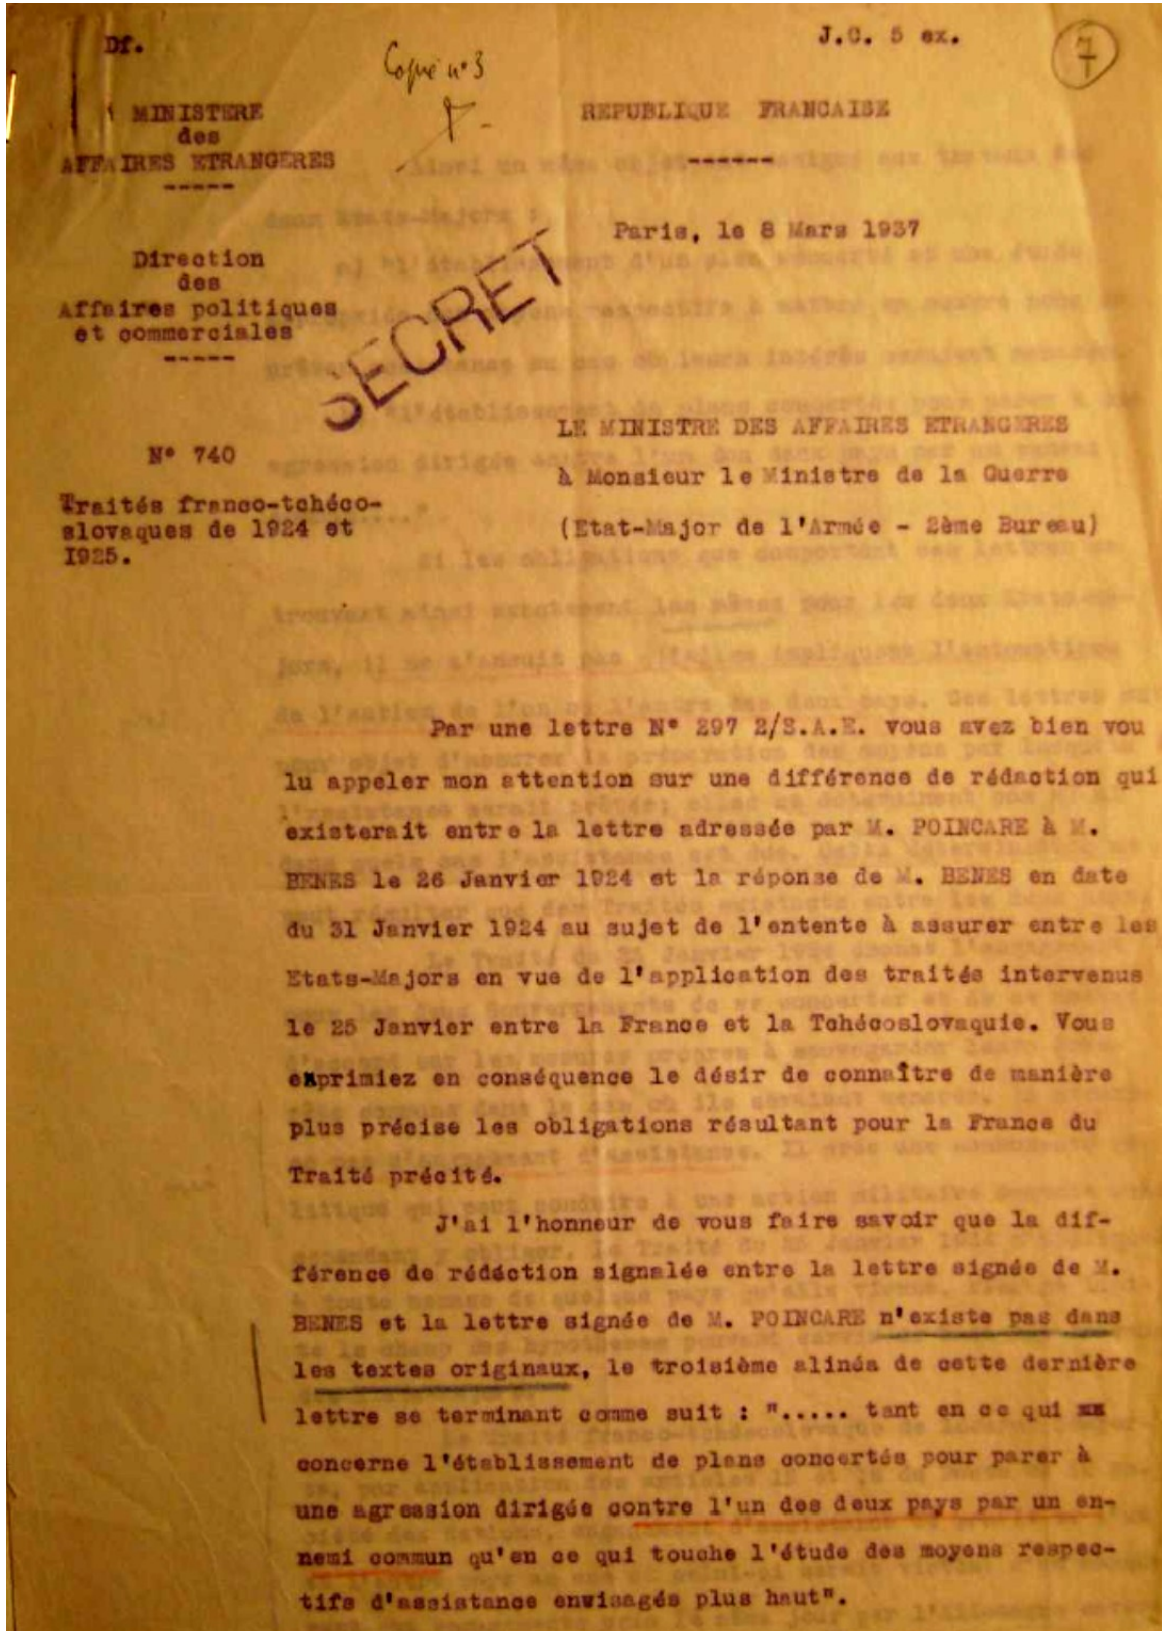 Df.
J.C. 5 ex.
7
Copie n°3
MINISTERE
des
AFFAIRES ETRANGERES
-----
REPUBLIQUE FRANCAISE
------
Paris, le 8 Mars 1937
Direction
des
Affaires politiques
et commerciales
-----
SECRET
N° 740
Traités franco-tchéco-
slovaques de 1924 et
I925.
LE MINISTRE DES AFFAIRES ETRANGERES
à Monsieur le Ministre de la Guerre
(Etat-Major de l'Armée - 2ème Bureau)
Par une lettre N° 297 2/S.A.E. vous avez bien vou
lu appeler mon attention sur une différence de rédaction qui
existerait entre la lettre adressée par M. POINCARE à M.
BENES le 26 Janvier 1924 et la réponse de M. BENES en date
du 31 Janvier 1924 au sujet de l'entente à assurer entre les
Etats-Majors en vue de l'application des traités intervenus
le 25 Janvier entre la France et la Tchécoslovaquie. Vous
exprimiez en conséquence le désir de connaître de manière
plus précise les obligations résultant pour la France du
Traité précité.
J'ai l'honneur de vous faire savoir que la dif-
férence de rédaction signalée entre la lettre signée de M.
BENES et la lettre signée de M. POINCARE n'existe pas dans
les textes originaux, le troisième alinéa de cette dernière
lettre se terminant comme suit : "..... tant en ce qui
concerne l'établissement de plans concertés pour parer à
une agression dirigée contre l'un des deux pays par un en-
nemi commun qu'en ce qui touche l'étude des moyens respec-
tifs d'assistance envisagés plus haut".